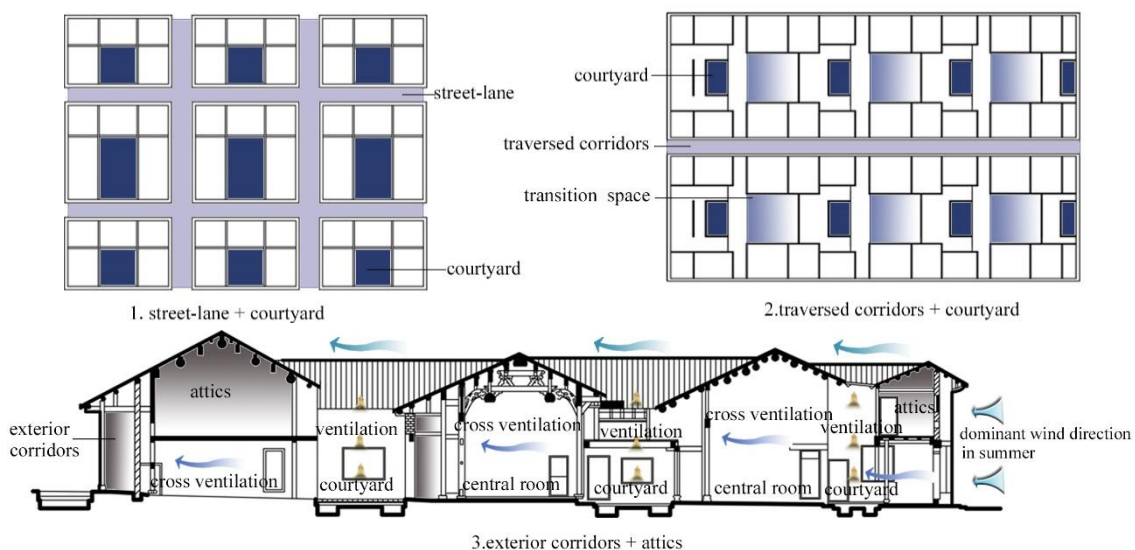 street-lane
courtyard
1. street-lane + courtyard
courtyard
traversed corridors
transition space
2.traversed corridors + courtyard
attics
exterior
corridors
cross ventilation
ventilation
courtyard
cross ventilation
central room
ventilation
courtyard
cross ventilation
central room
ventilation
courtyard
attics
dominant wind direction
in summer
3.exterior corridors + attics